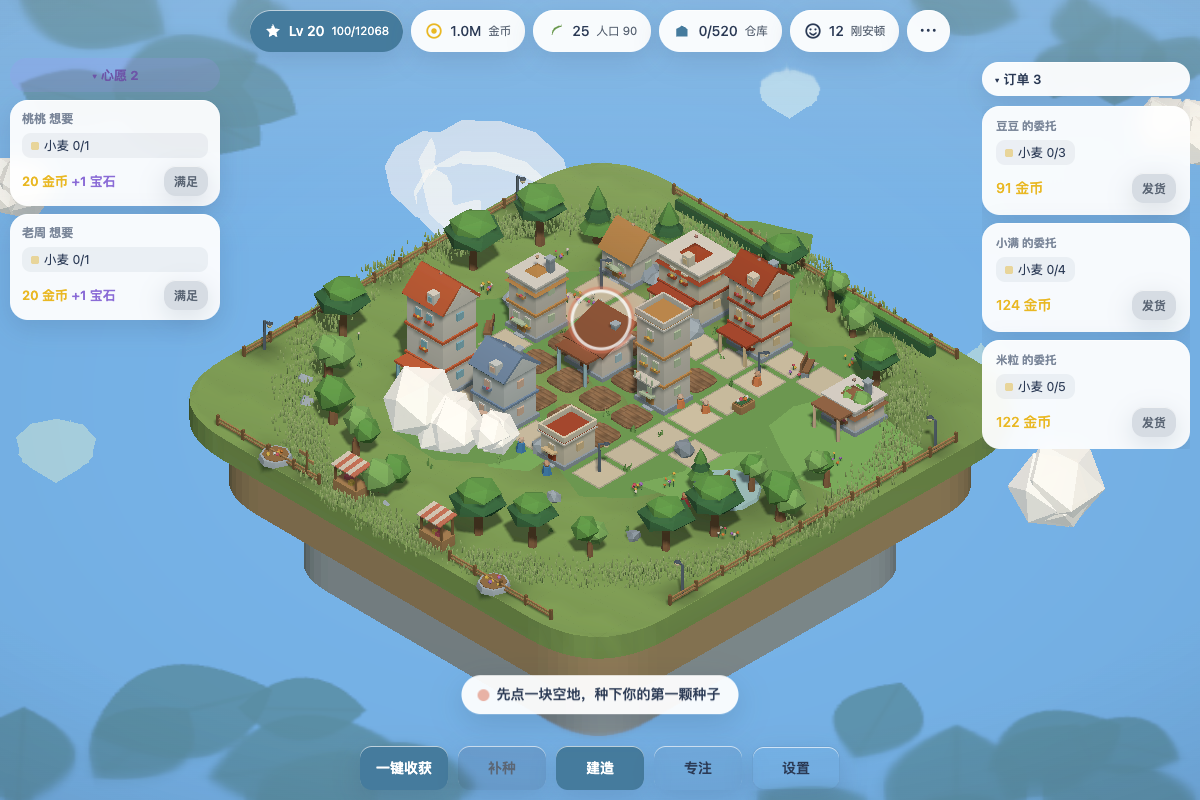 Lv 20 100/12068
1.0M 金币
25 人口 90
0/520 仓库
12 刚安顿
...
▾ 心愿 2
桃桃 想要
小麦 0/1
20 金币 +1 宝石
满足
老周 想要
小麦 0/1
20 金币 +1 宝石
满足
▾ 订单 3
豆豆 的委托
小麦 0/3
91 金币
发货
小满 的委托
小麦 0/4
124 金币
发货
米粒 的委托
小麦 0/5
122 金币
发货
先点一块空地，种下你的第一颗种子
一键收获
补种
建造
专注
设置